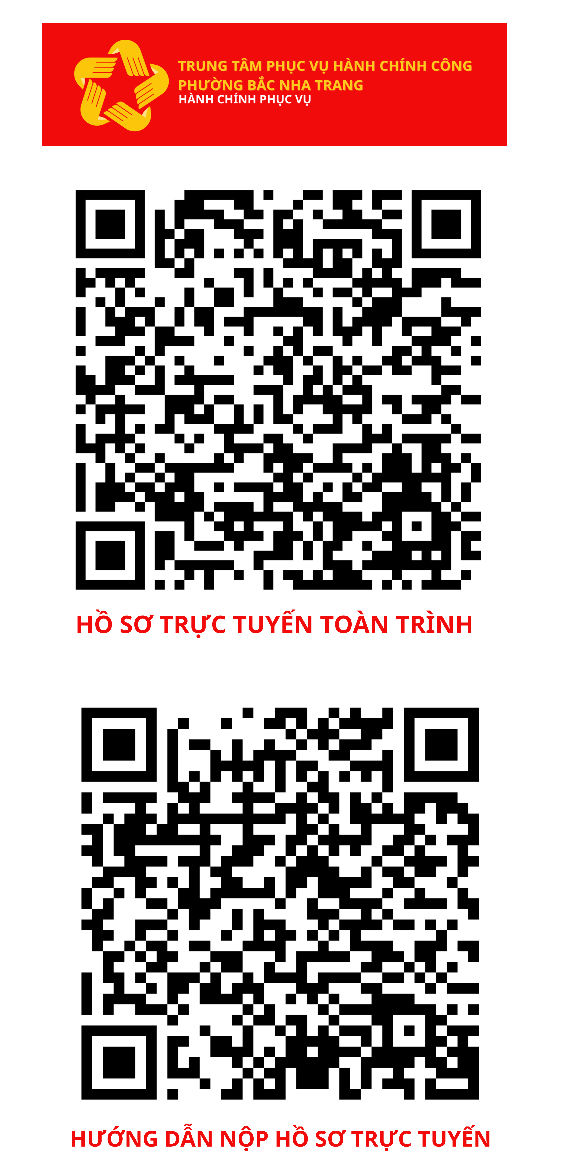 TRUNG TÂM PHỤC VỤ HÀNH CHÍNH CÔNG
PHƯỜNG BẮC NHA TRANG
HÀNH CHÍNH PHỤC VỤ
HỒ SƠ TRỰC TUYẾN TOÀN TRÌNH
HƯỚNG DẪN NỘP HỒ SƠ TRỰC TUYẾN